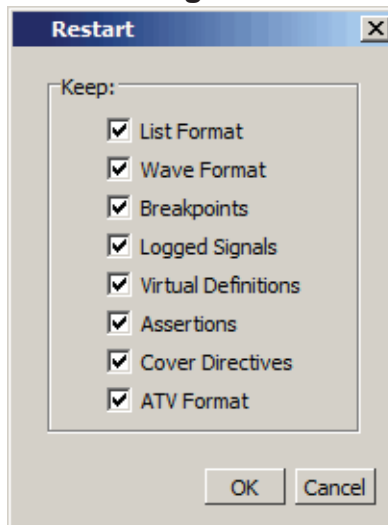 Restart
Keep:
List Format
Wave Format
Breakpoints
Logged Signals
Virtual Definitions
Assertions
Cover Directives
ATV Format
OK Cancel